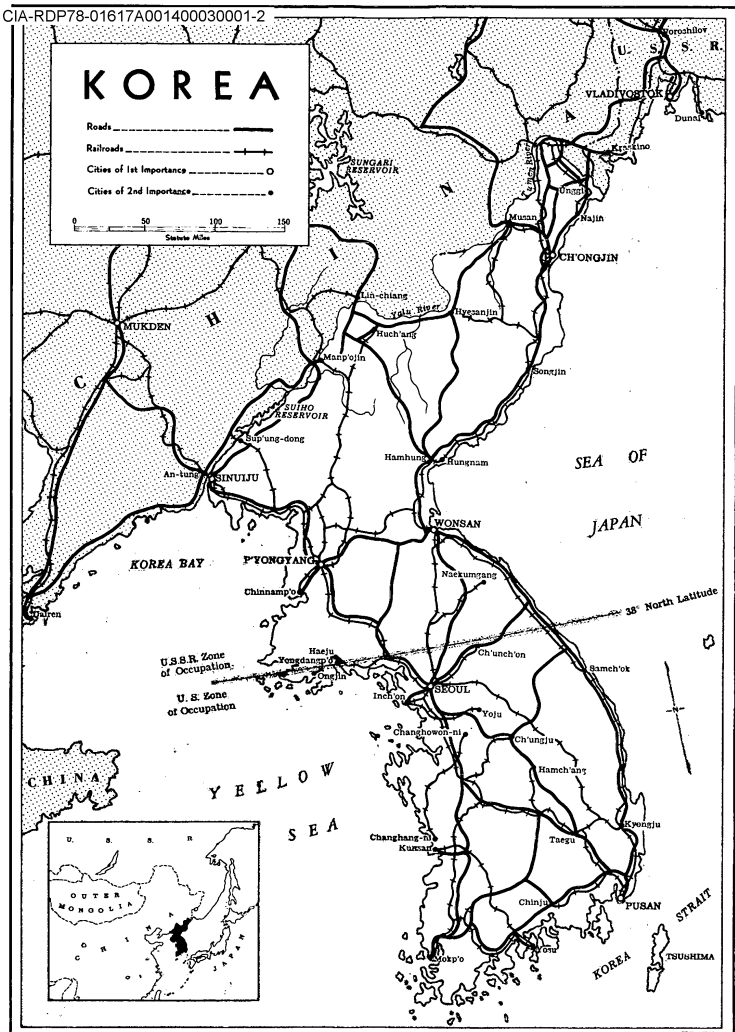 CIA-RDP78-01617A001400030001-2
KOREA
Roads
Railroads
Cities of 1st Importance
Cities of 2nd Importance
0 50 100 150
Statute Miles
Voroshilov
U. S. S. R.
VLADIVOSTOK
Dunai
Kraskino
SUNGARI
RESERVOIR
Tumen River
Unggi
Musan
Najin
CH'ONGJIN
CHINA
Lin-chiang
Yalu River
Hyesanjin
MUKDEN
Huch'ang
Manp'ojin
Songjin
SUIHO
RESERVOIR
Sup'ung-dong
Hamhung
Hungnam
SEA OF
JAPAN
An-tung
SINUIJU
WONSAN
KOREA BAY
P'YONGYANG
Naekumgang
Chinnamp'o
Dairen
38° North Latitude
U.S.S.R. Zone
of Occupation
Haeju
Yongdangp'o
Ongjin
Ch'unch'on
Samch'ok
U. S. Zone
of Occupation
SEOUL
Inch'on
Yoju
N
Changhowon-ni
Ch'ungju
CHINA
Hamch'ang
YELLOW
SEA
Kyongju
Changhang-ni
Kunsan
Taegu
U. S. S. R
OUTER
MONGOLIA
CHINA
JAPAN
Chinju
PUSAN
Yosu
Mokp'o
KOREA STRAIT
TSUSHIMA